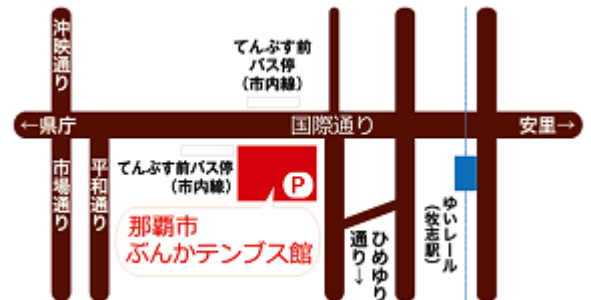 沖映通り
てんぶす前
バス停
(市内線)
←県庁
国際通り
安里→
市場通り
平和通り
てんぶす前バス停
(市内線)
P
那覇市
ぶんかテンブス館
ひめゆり
通り→
ゆいレール
(牧志駅)